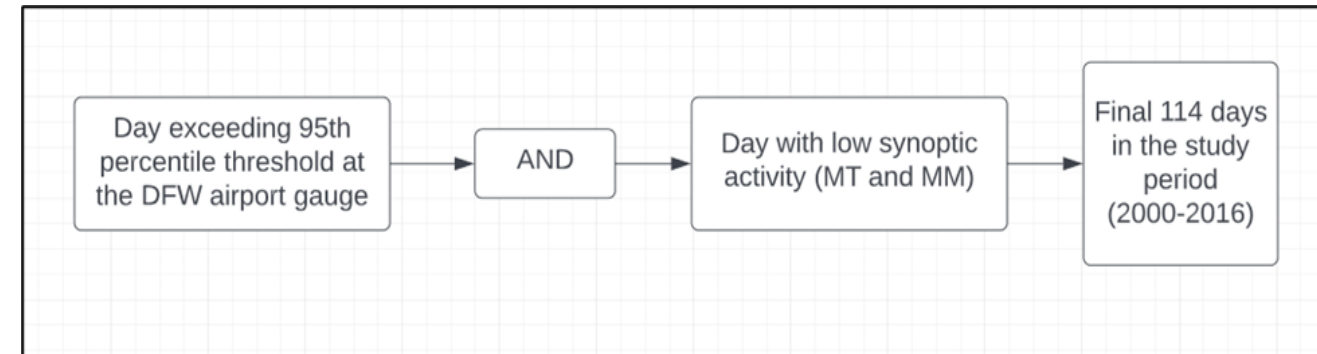 Day exceeding 95th
percentile threshold at
the DFW airport gauge
AND
Day with low synoptic
activity (MT and MM)
Final 114 days
in the study
period
(2000-2016)